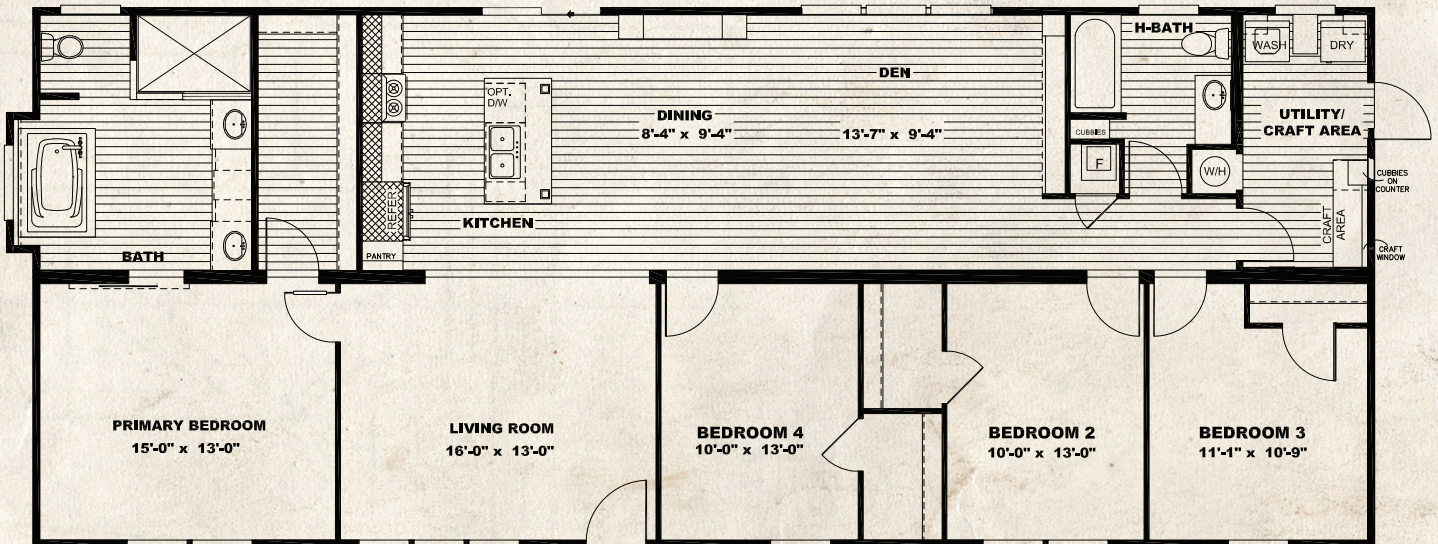 H-BATH
WASH
DRY
DEN
OPT.
D/W
DINING
8'-4" x 9'-4"
13'-7" x 9'-4"
UTILITY/
CRAFT AREA
CUBBIES
F
W/H
CUBBIES
ON
COUNTER
REFER
KITCHEN
CRAFT
AREA
BATH
PANTRY
CRAFT
WINDOW
PRIMARY BEDROOM
15'-0" x 13'-0"
LIVING ROOM
16'-0" x 13'-0"
BEDROOM 4
10'-0" x 13'-0"
BEDROOM 2
10'-0" x 13'-0"
BEDROOM 3
11'-1" x 10'-9"